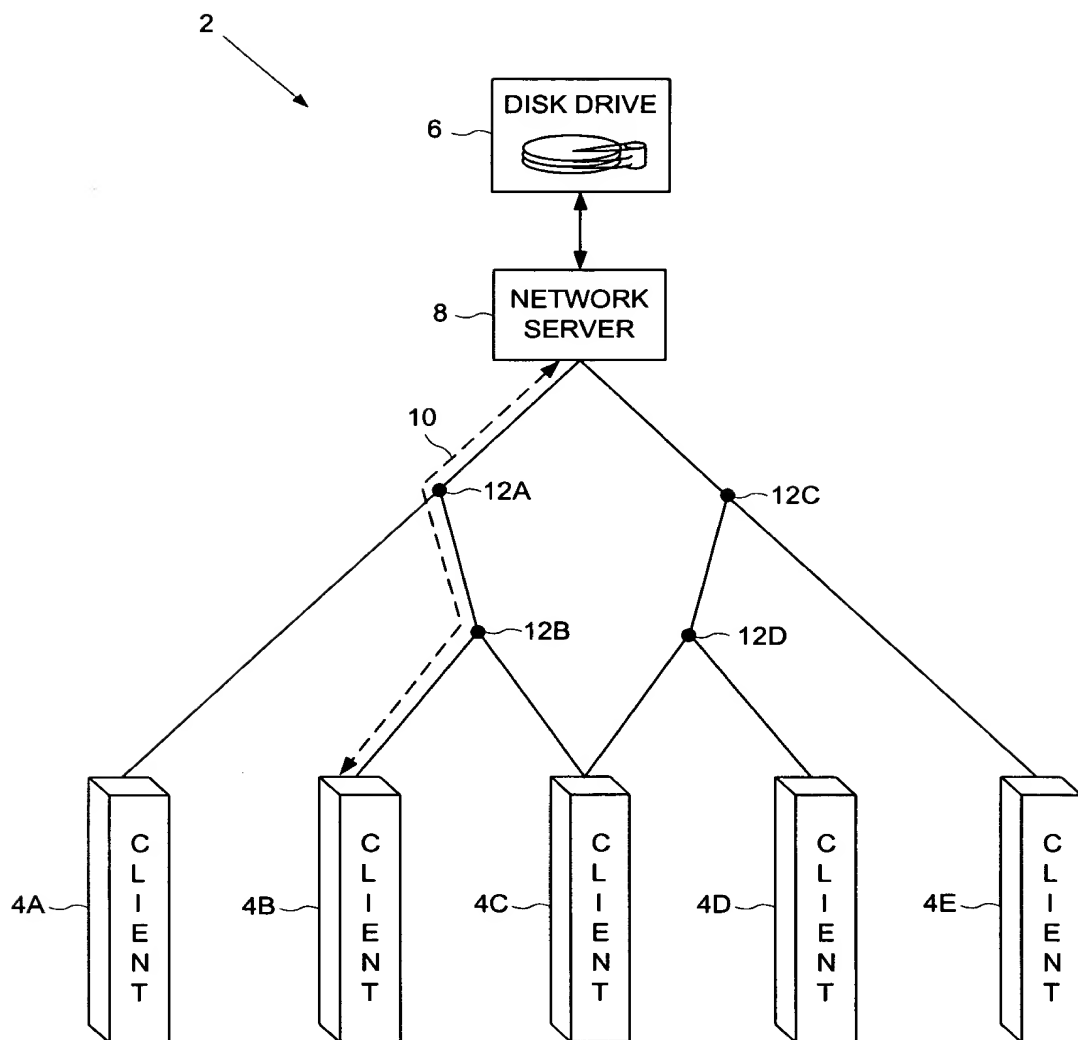 2
DISK DRIVE
6
NETWORK
SERVER
8
10
12A
12C
12B
12D
CLIENT
CLIENT
CLIENT
CLIENT
CLIENT
4A
4B
4C
4D
4E